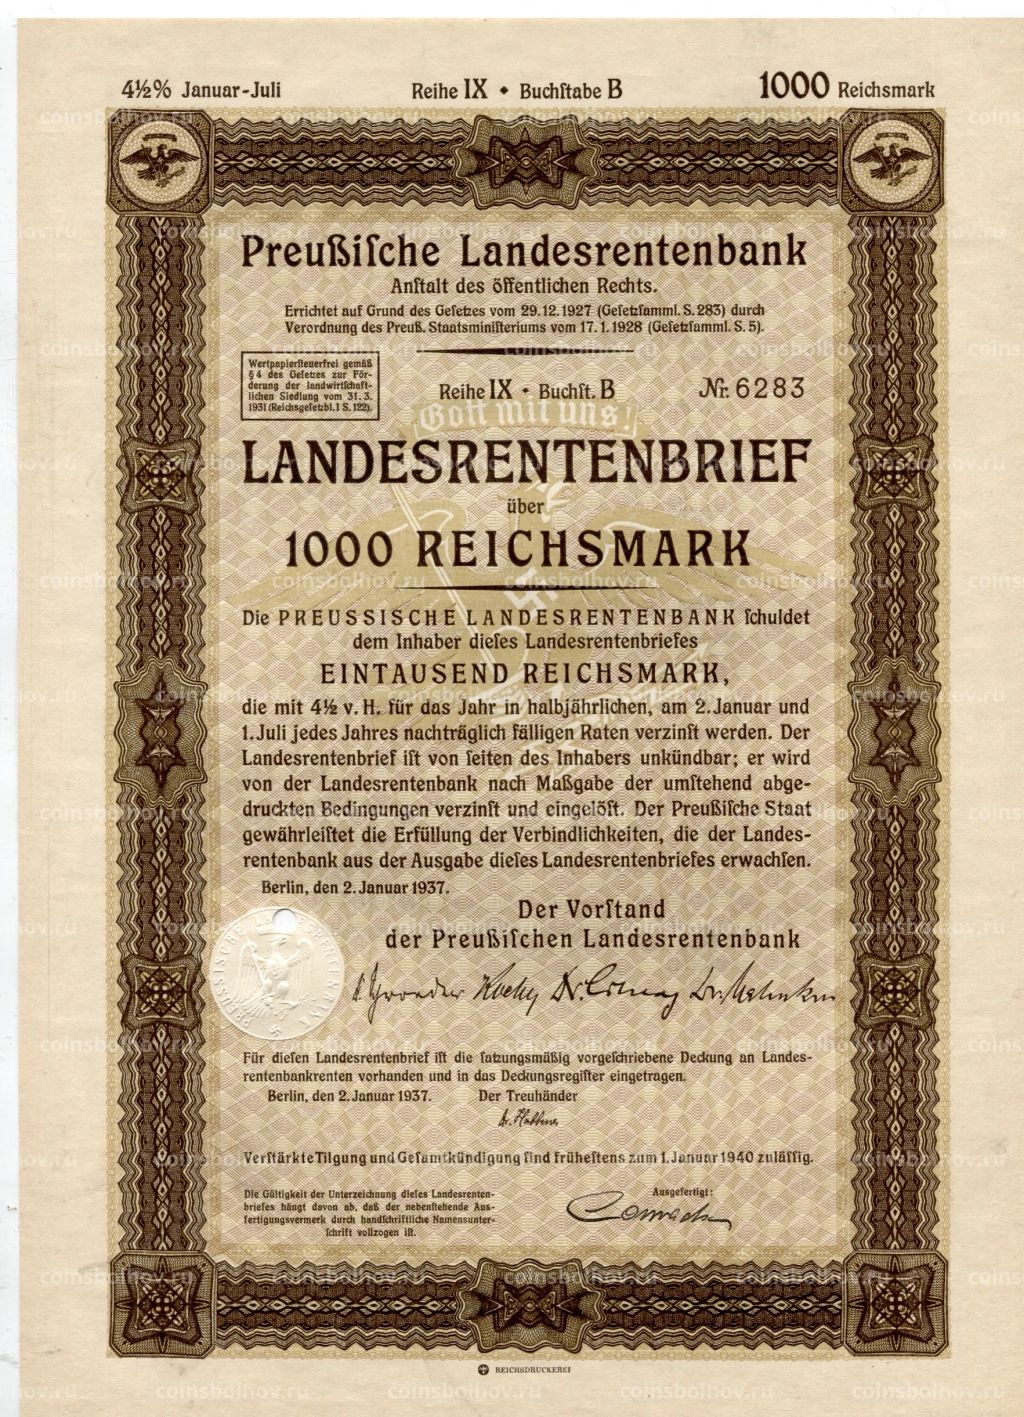 4½% Januar-Juli Reihe IX • Buchſtabe B 1000 Reichsmark
Preußiſche Landesrentenbank
Anſtalt des öffentlichen Rechts.
Errichtet auf Grund des Geſetzes vom 29.12.1927 (Geſetzſamml. S. 283) durch
Verordnung des Preuß. Staatsminiſteriums vom 17.1.1928 (Geſetzſamml. S. 5).
Wertpapierſteuerfrei gemäß
§ 4 des Geſetzes zur För-
derung der landwirtſchaft-
lichen Siedlung vom 31. 3.
1931 (Reichsgeſetzbl. I S. 122).
Reihe IX • Buchſt. B Nr. 6283
Gott mit uns!
LANDESRENTENBRIEF
über
1000 REICHSMARK
Die PREUSSISCHE LANDESRENTENBANK ſchuldet
dem Inhaber dieſes Landesrentenbriefes
EINTAUSEND REICHSMARK,
die mit 4½ v. H. für das Jahr in halbjährlichen, am 2. Januar und
1. Juli jedes Jahres nachträglich fälligen Raten verzinſt werden. Der
Landesrentenbrief iſt von ſeiten des Inhabers unkündbar; er wird
von der Landesrentenbank nach Maßgabe der umſtehend abge-
druckten Bedingungen verzinſt und eingelöſt. Der Preußiſche Staat
gewährleiſtet die Erfüllung der Verbindlichkeiten, die der Landes-
rentenbank aus der Ausgabe dieſes Landesrentenbriefes erwachſen.
Berlin, den 2. Januar 1937.
Der Vorſtand
der Preußiſchen Landesrentenbank
PREUSSISCHE LANDESRENTENBANK
Für dieſen Landesrentenbrief iſt die ſatzungsmäßig vorgeſchriebene Deckung an Landes-
rentenbankrenten vorhanden und in das Deckungsregiſter eingetragen.
Berlin, den 2. Januar 1937. Der Treuhänder
Verſtärkte Tilgung und Geſamtkündigung ſind früheſtens zum 1. Januar 1940 zuläſſig.
Die Gültigkeit der Unterzeichnung dieſes Landesrenten-
briefes hängt davon ab, daß der nebenſtehende Aus-
fertigungsvermerk durch handſchriftliche Namensunter-
ſchrift vollzogen iſt.
Ausgefertigt:
REICHSDRUCKEREI
coinsbolhov.ru